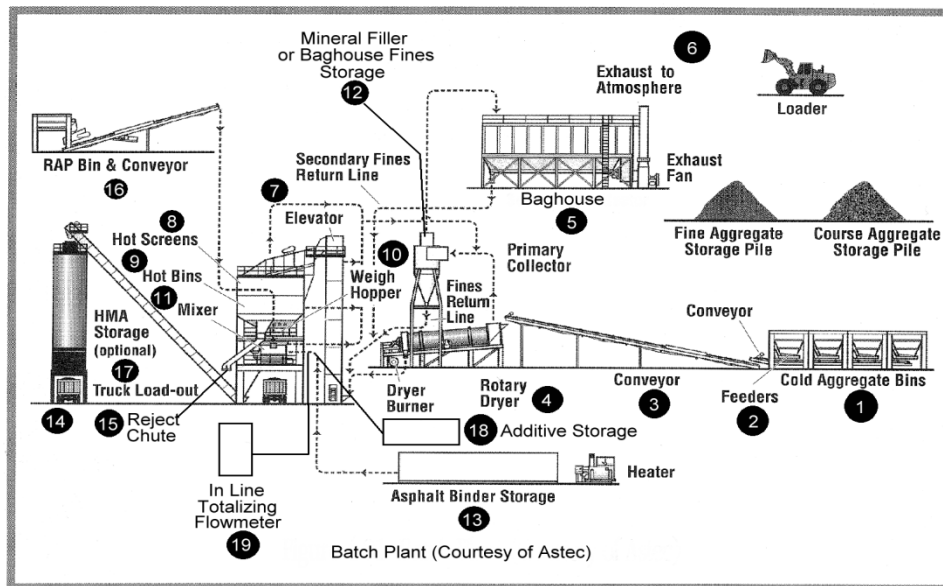 Mineral Filler
or Baghouse Fines
Storage
12
6
Exhaust to
Atmosphere
Loader
RAP Bin & Conveyor
16
Secondary Fines
Return Line
Exhaust
Fan
Baghouse
5
7
Elevator
8
Hot Screens
9
Hot Bins
11
Mixer
10
Weigh
Hopper
Primary
Collector
Fines
Return
Line
Fine Aggregate
Storage Pile
Course Aggregate
Storage Pile
HMA
Storage
(optional)
17
Truck Load-out
14
15
Reject
Chute
Dryer
Burner
Rotary
Dryer
4
Conveyor
3
Conveyor
Feeders
2
Cold Aggregate Bins
1
18
Additive Storage
Heater
Asphalt Binder Storage
13
In Line
Totalizing
Flowmeter
19
Batch Plant (Courtesy of Astec)